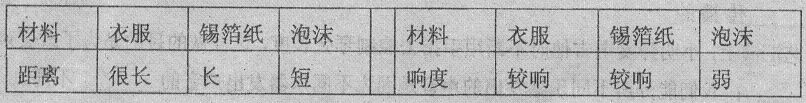 材料 衣服 锡箔纸 泡沫 材料 衣服 锡箔纸 泡沫
距离 很长 长 短 响度 较响 较响 弱